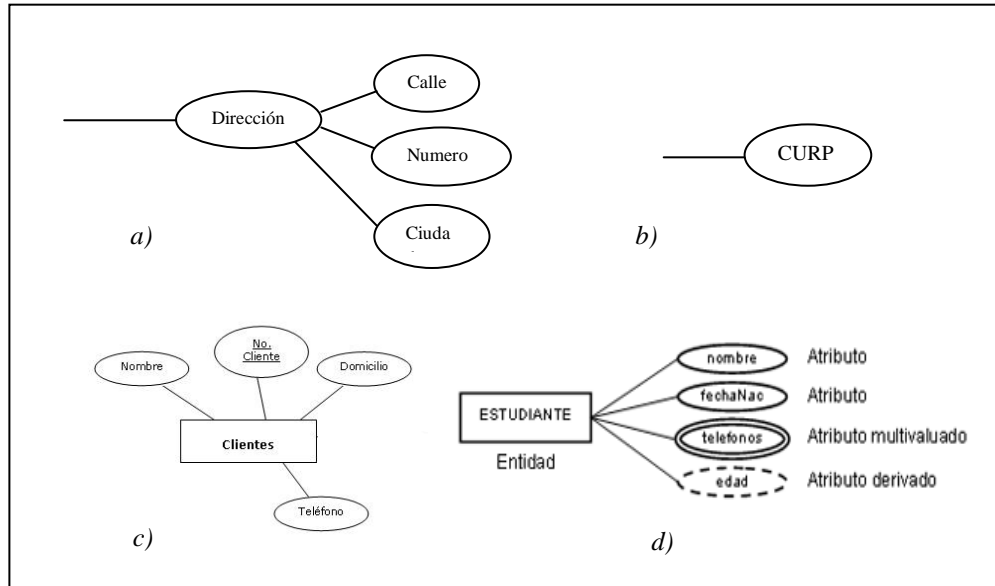 Calle
Dirección
Numero
Ciuda
a)
CURP
b)
Nombre
No.
Cliente
Domicilio
Clientes
Teléfono
c)
ESTUDIANTE
Entidad
nombre Atributo
fechaNac Atributo
telefonos Atributo multivaluado
edad Atributo derivado
d)